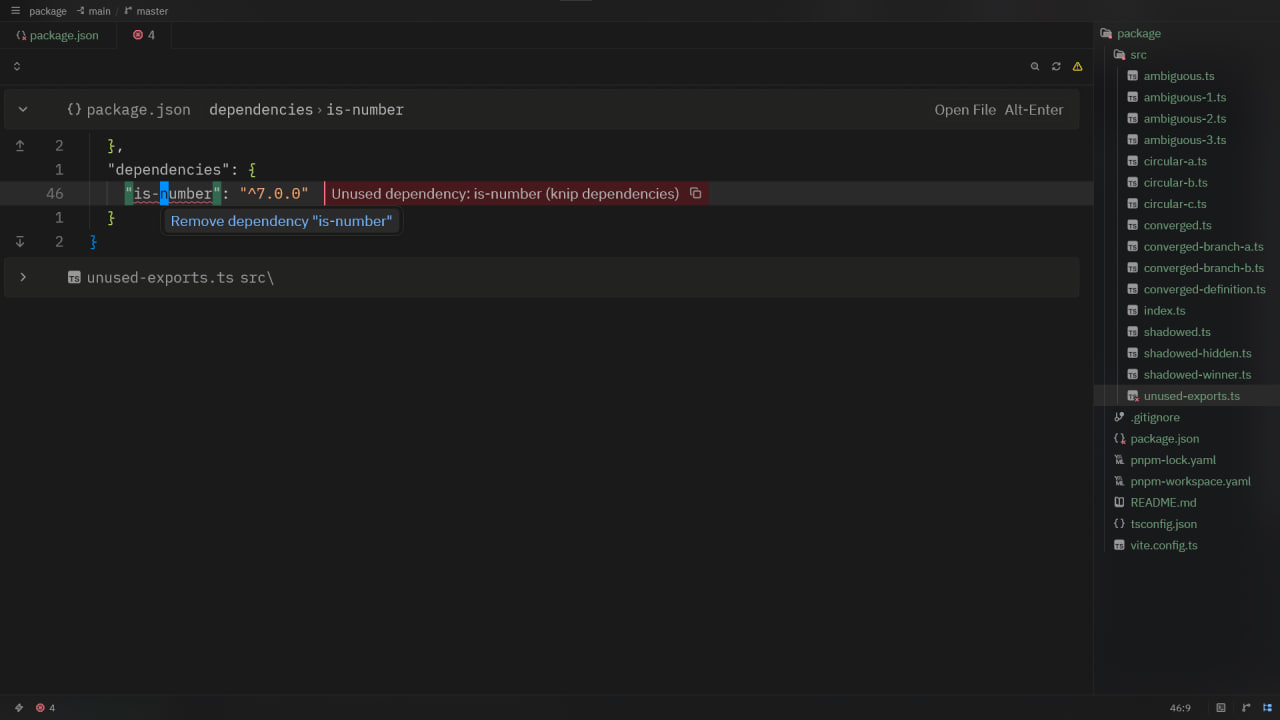 package main / master
package.json 4
package.json dependencies › is-number Open File Alt-Enter
2 },
1 "dependencies": {
46 "is-number": "^7.0.0" Unused dependency: is-number (knip dependencies)
1 }
Remove dependency "is-number"
2 }
unused-exports.ts src\
package
src
ambiguous.ts
ambiguous-1.ts
ambiguous-2.ts
ambiguous-3.ts
circular-a.ts
circular-b.ts
circular-c.ts
converged.ts
converged-branch-a.ts
converged-branch-b.ts
converged-definition.ts
index.ts
shadowed.ts
shadowed-hidden.ts
shadowed-winner.ts
unused-exports.ts
.gitignore
package.json
pnpm-lock.yaml
pnpm-workspace.yaml
README.md
tsconfig.json
vite.config.ts
4 46:9